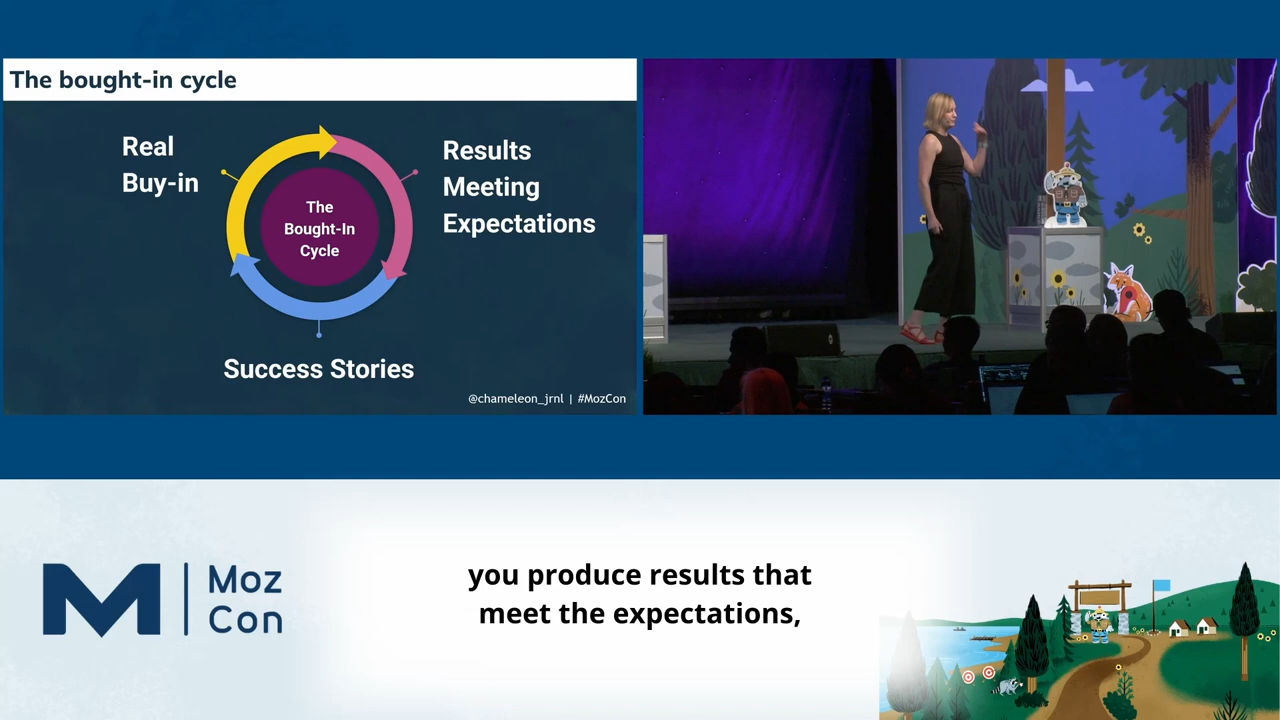 The bought-in cycle
Real
Buy-in
The
Bought-In
Cycle
Results
Meeting
Expectations
Success Stories
@chameleon_jrnl | #MozCon
Moz
Con
you produce results that
meet the expectations,